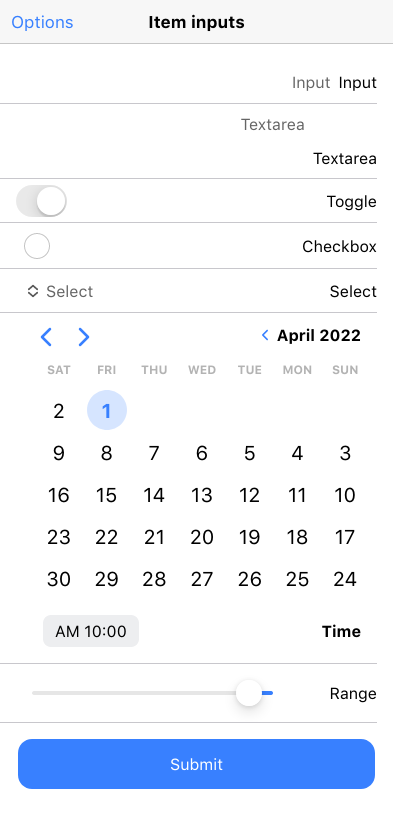 Options Item inputs
Input Input
Textarea
Textarea
Toggle
Checkbox
Select Select
April 2022
SAT FRI THU WED TUE MON SUN
2 1
9 8 7 6 5 4 3
16 15 14 13 12 11 10
23 22 21 20 19 18 17
30 29 28 27 26 25 24
AM 10:00 Time
Range
Submit